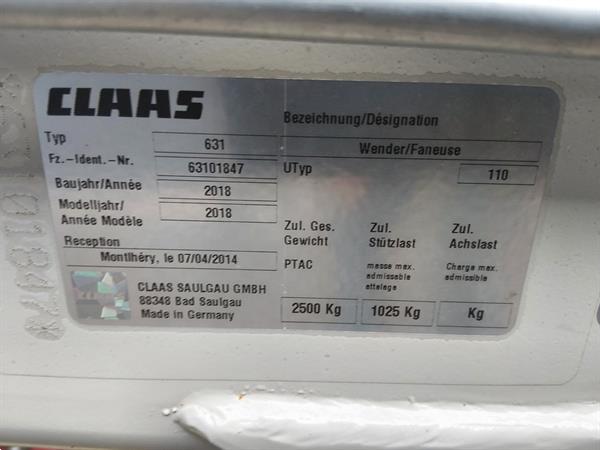 CLAAS
Bezeichnung/Désignation
Typ 631 Wender/Faneuse
Fz.-Ident.-Nr. 63101847 UTyp 110
Baujahr/Année 2018
Modelljahr/
Année Modèle 2018
Reception
Montlhéry, le 07/04/2014
Zul. Ges.
Gewicht
PTAC
2500 Kg
Zul.
Stützlast
masse max.
admissable
attelage
1025 Kg
Zul.
Achslast
Charge max.
admissible
Kg
CLAAS SAULGAU GMBH
88348 Bad Saulgau
Made in Germany